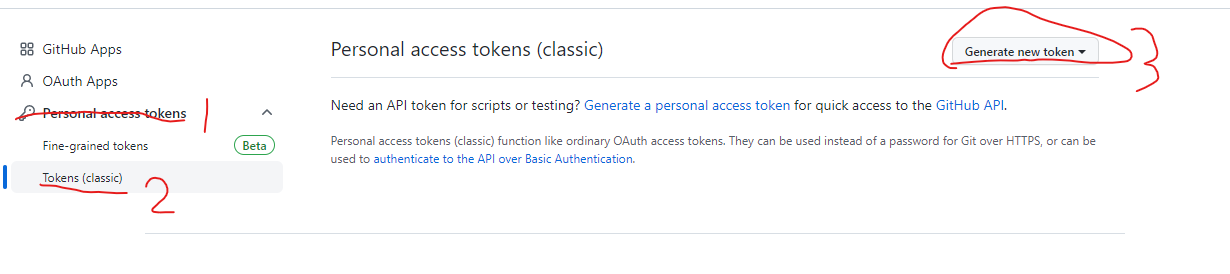 GitHub Apps
OAuth Apps
Personal access tokens 1
Fine-grained tokens Beta
Tokens (classic) 2
Personal access tokens (classic)
Generate new token 3
Need an API token for scripts or testing? Generate a personal access token for quick access to the GitHub API.
Personal access tokens (classic) function like ordinary OAuth access tokens. They can be used instead of a password for Git over HTTPS, or can be
used to authenticate to the API over Basic Authentication.